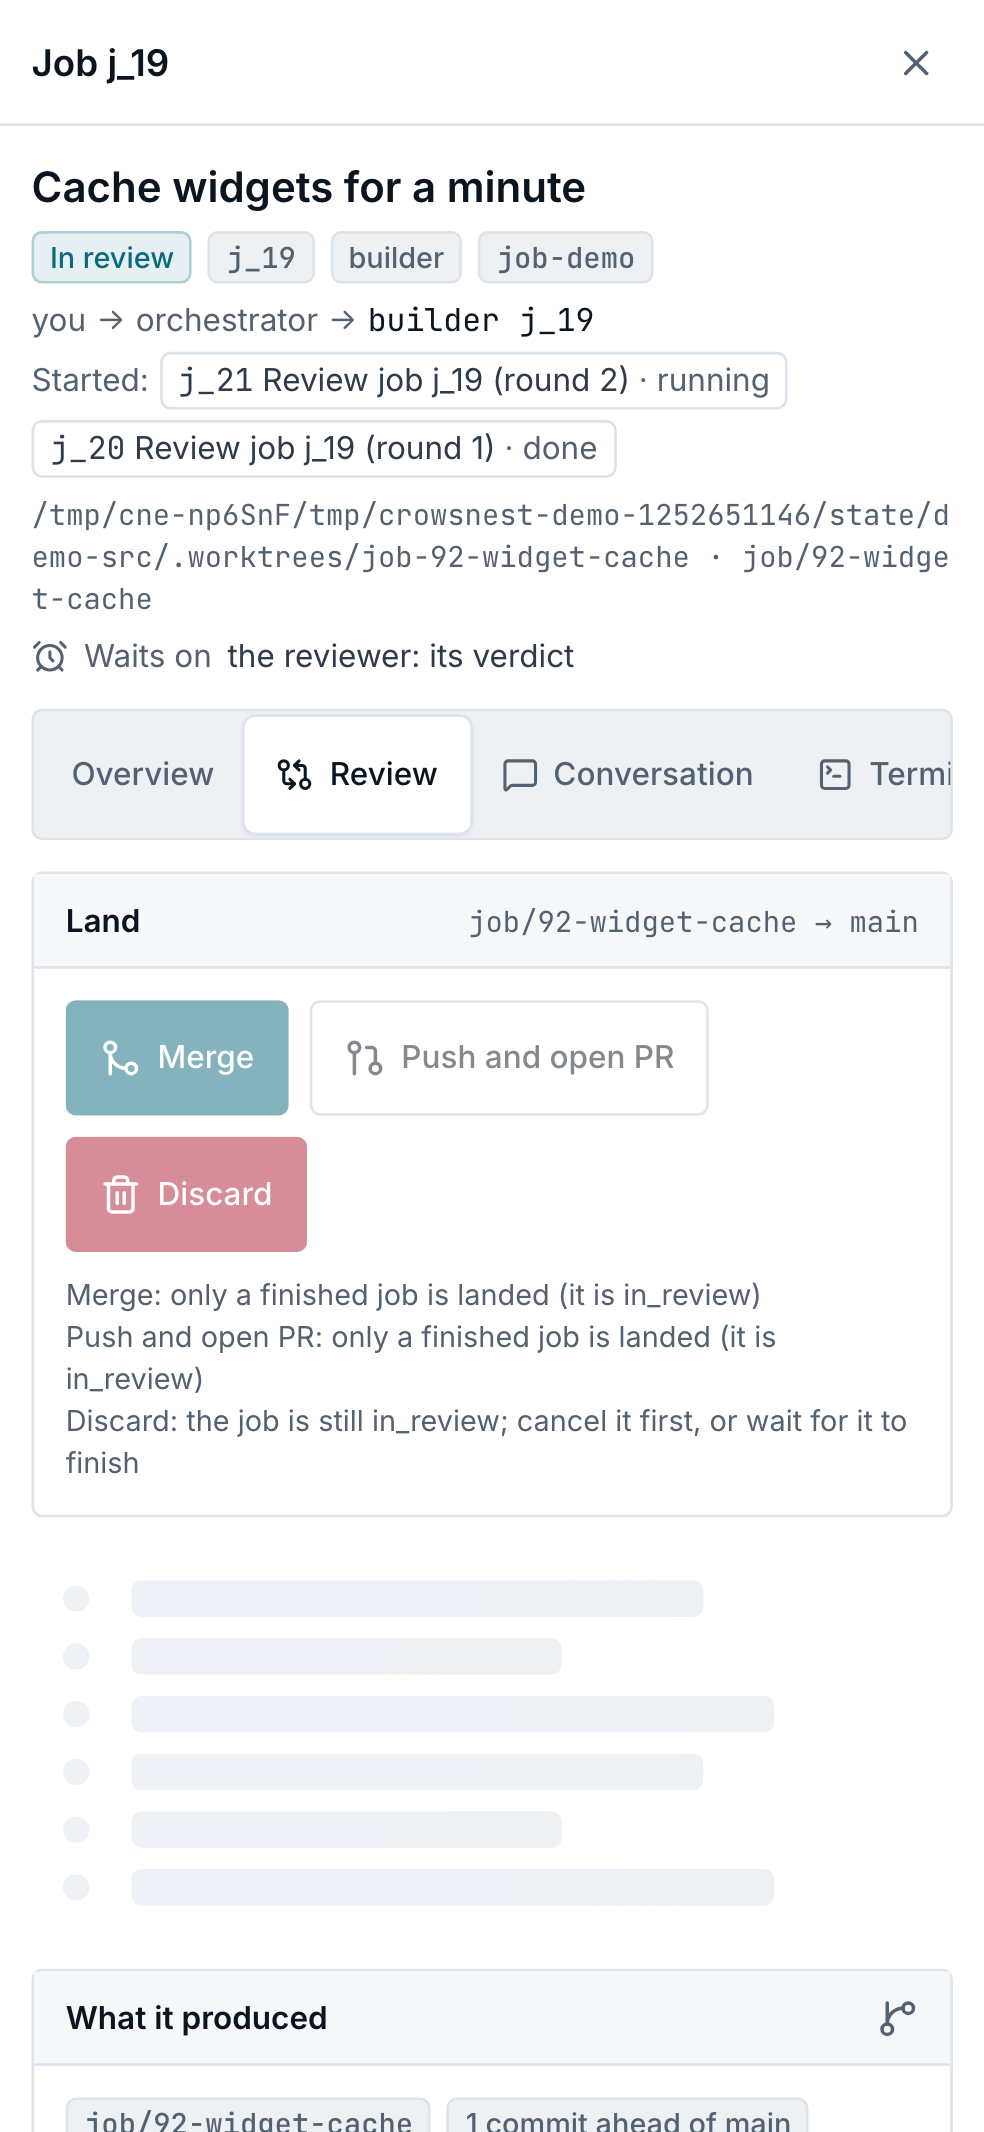 Job j_19
Cache widgets for a minute
In review j_19 builder job-demo
you → orchestrator → builder j_19
Started: j_21 Review job j_19 (round 2) · running
j_20 Review job j_19 (round 1) · done
/tmp/cne-np6SnF/tmp/crowsnest-demo-1252651146/state/d
emo-src/.worktrees/job-92-widget-cache · job/92-widge
t-cache
Waits on the reviewer: its verdict
Overview Review Conversation Termi
Land job/92-widget-cache → main
Merge Push and open PR
Discard
Merge: only a finished job is landed (it is in_review)
Push and open PR: only a finished job is landed (it is
in_review)
Discard: the job is still in_review; cancel it first, or wait for it to
finish
What it produced
job/92-widget-cache 1 commit ahead of main